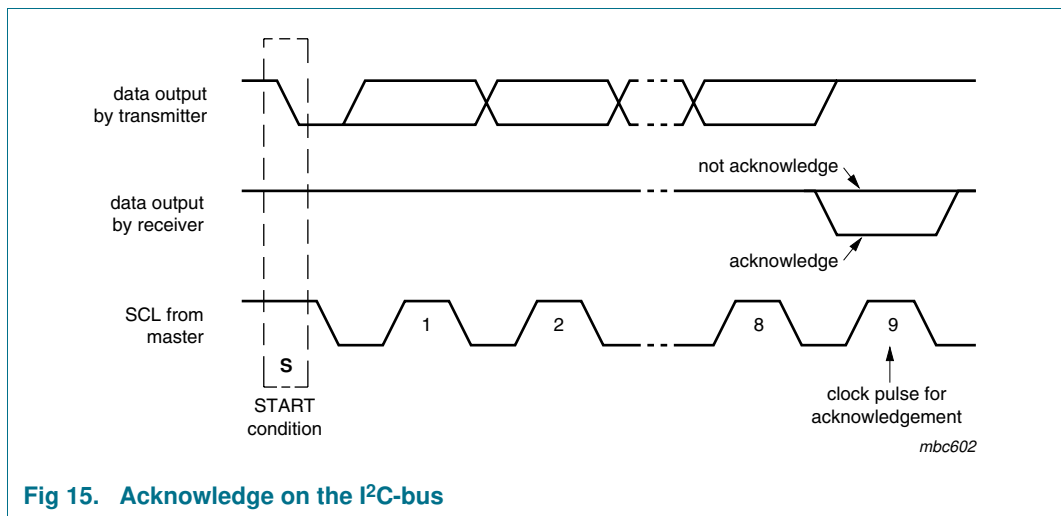 data output
by transmitter
not acknowledge
data output
by receiver
acknowledge
SCL from
master
1
2
8
9
S
START
condition
clock pulse for
acknowledgement
mbc602
Fig 15. Acknowledge on the I²C-bus